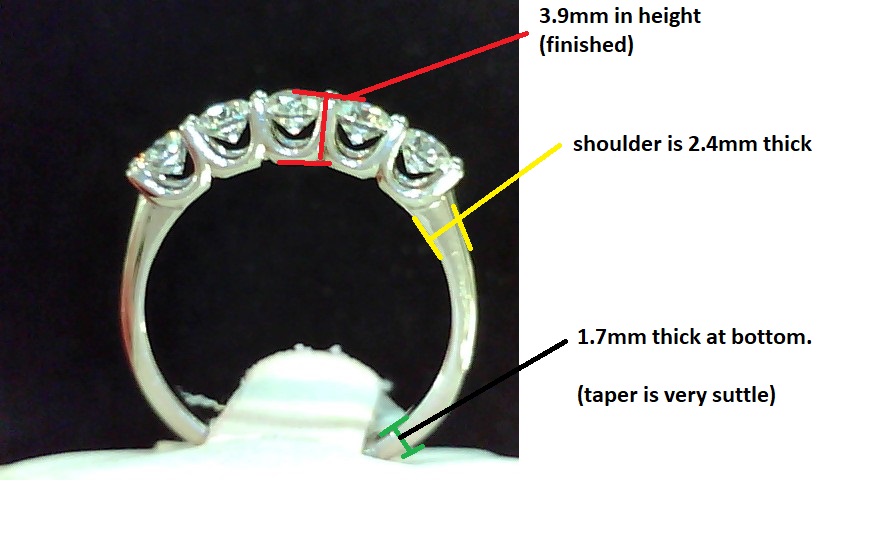 3.9mm in height
(finished)
shoulder is 2.4mm thick
1.7mm thick at bottom.
(taper is very suttle)